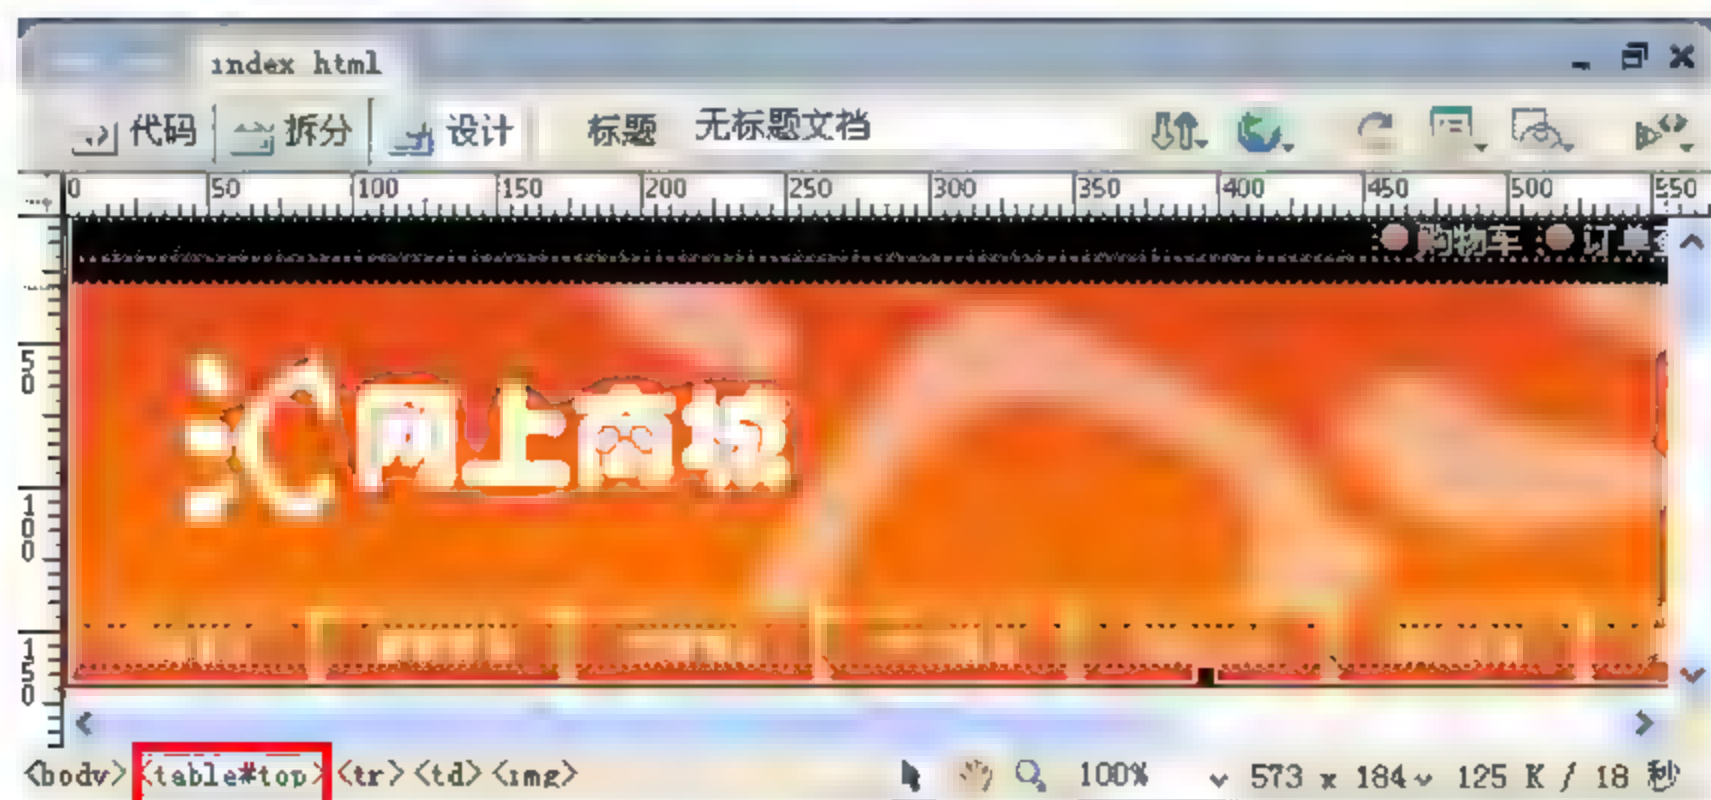 index html
代码 拆分 设计 标题 无标题文档
0 50 100 150 200 250 300 350 400 450 500 550
购物车 订单
网上商城
50
100
150
<body> <table#top> <tr> <td> <img> 100% 573 x 184 125 K / 18 秒